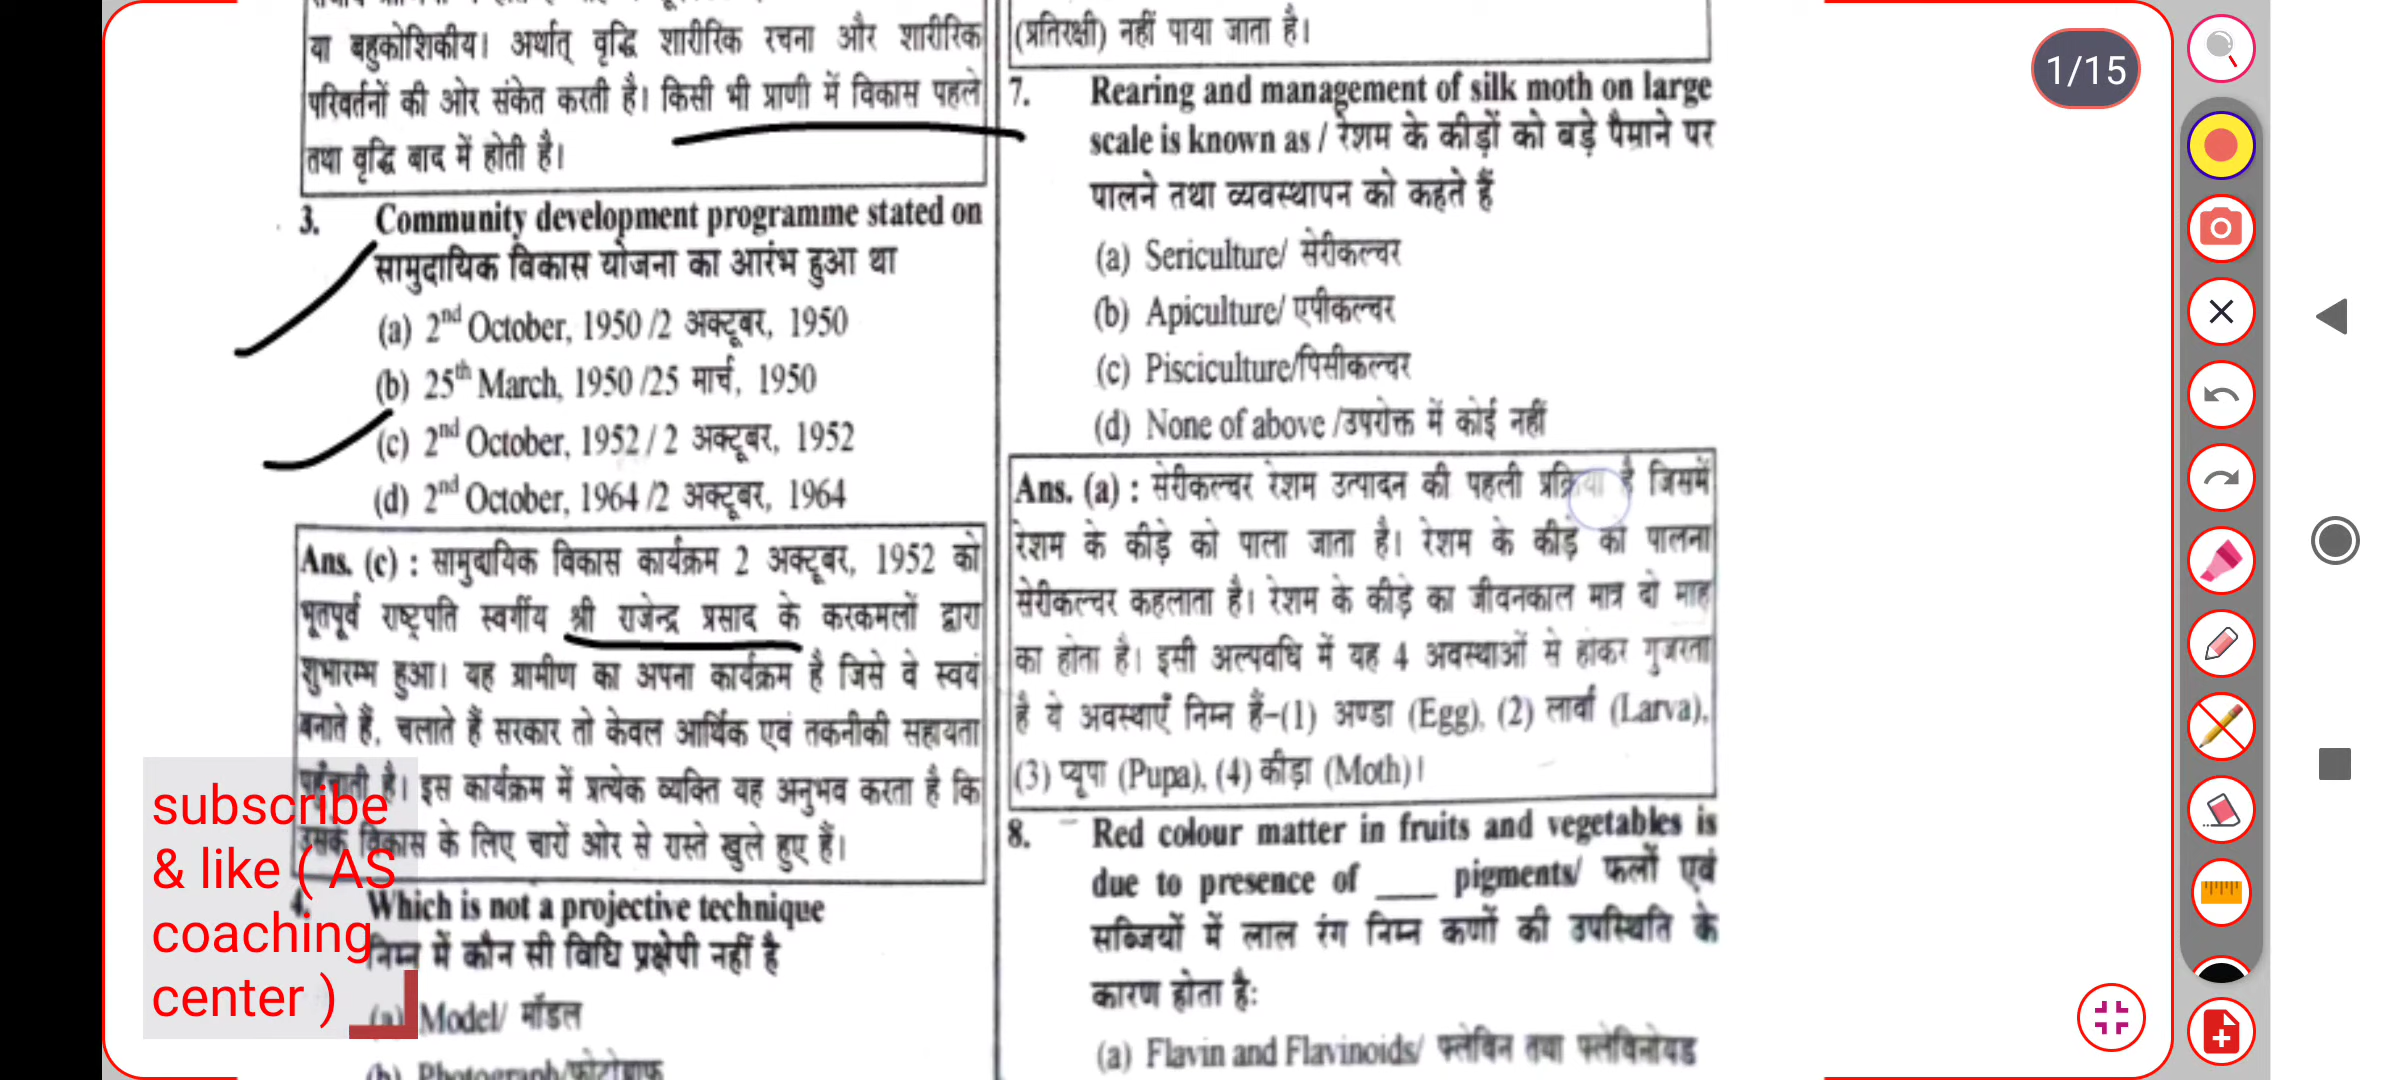 या बहुकोशिकीय। अर्थात् वृद्धि शारीरिक रचना और शारीरिक
परिवर्तनों की ओर संकेत करती है। किसी भी प्राणी में विकास पहले
तथा वृद्धि बाद में होती है।
3. Community development programme stated on
सामुदायिक विकास योजना का आरंभ हुआ था
(a) 2nd October, 1950 /2 अक्टूबर, 1950
(b) 25th March, 1950 /25 मार्च, 1950
(c) 2nd October, 1952 / 2 अक्टूबर, 1952
(d) 2nd October, 1964 /2 अक्टूबर, 1964
Ans. (c) : सामुदायिक विकास कार्यक्रम 2 अक्टूबर, 1952 को
भूतपूर्व राष्ट्रपति स्वर्गीय श्री राजेन्द्र प्रसाद के करकमलों द्वारा
शुभारम्भ हुआ। यह ग्रामीण का अपना कार्यक्रम है जिसे वे स्वयं
बनाते हैं, चलाते हैं सरकार तो केवल आर्थिक एवं तकनीकी सहायता
पहुँचाती है। इस कार्यक्रम में प्रत्येक व्यक्ति यह अनुभव करता है कि
उसके विकास के लिए चारों ओर से रास्ते खुले हुए हैं।
4. Which is not a projective technique
निम्न में कौन सी विधि प्रक्षेपी नहीं है
(a) Model/ मॉडल
(b) Photograph/फोटोग्राफ
(प्रतिरक्षी) नहीं पाया जाता है।
7. Rearing and management of silk moth on large
scale is known as / रेशम के कीड़ों को बड़े पैमाने पर
पालने तथा व्यवस्थापन को कहते हैं
(a) Sericulture/ सेरीकल्चर
(b) Apiculture/ एपीकल्चर
(c) Pisciculture/पिसीकल्चर
(d) None of above /उपरोक्त में कोई नहीं
Ans. (a) : सेरीकल्चर रेशम उत्पादन की पहली प्रक्रिया है जिसमें
रेशम के कीड़े को पाला जाता है। रेशम के कीड़े को पालना
सेरीकल्चर कहलाता है। रेशम के कीड़े का जीवनकाल मात्र दो माह
का होता है। इसी अल्पवधि में यह 4 अवस्थाओं से होकर गुजरता
है ये अवस्थाएँ निम्न हैं-(1) अण्डा (Egg), (2) लार्वा (Larva),
(3) प्यूपा (Pupa), (4) कीड़ा (Moth)।
8. Red colour matter in fruits and vegetables is
due to presence of ____ pigments/ फलों एवं
सब्जियों में लाल रंग निम्न कणों की उपस्थिति के
कारण होता है:
(a) Flavin and Flavinoids/ फ्लेविन तथा फ्लेविनोयड
1/15
subscribe
& like ( AS
coaching
center )